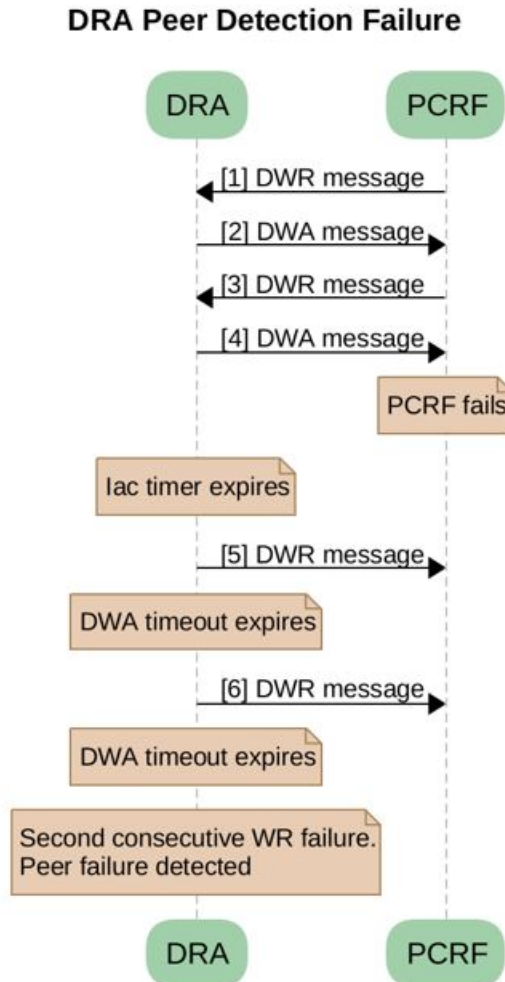 DRA Peer Detection Failure
DRA
PCRF
[1] DWR message
[2] DWA message
[3] DWR message
[4] DWA message
PCRF fails
Iac timer expires
[5] DWR message
DWA timeout expires
[6] DWR message
DWA timeout expires
Second consecutive WR failure.
Peer failure detected
DRA
PCRF